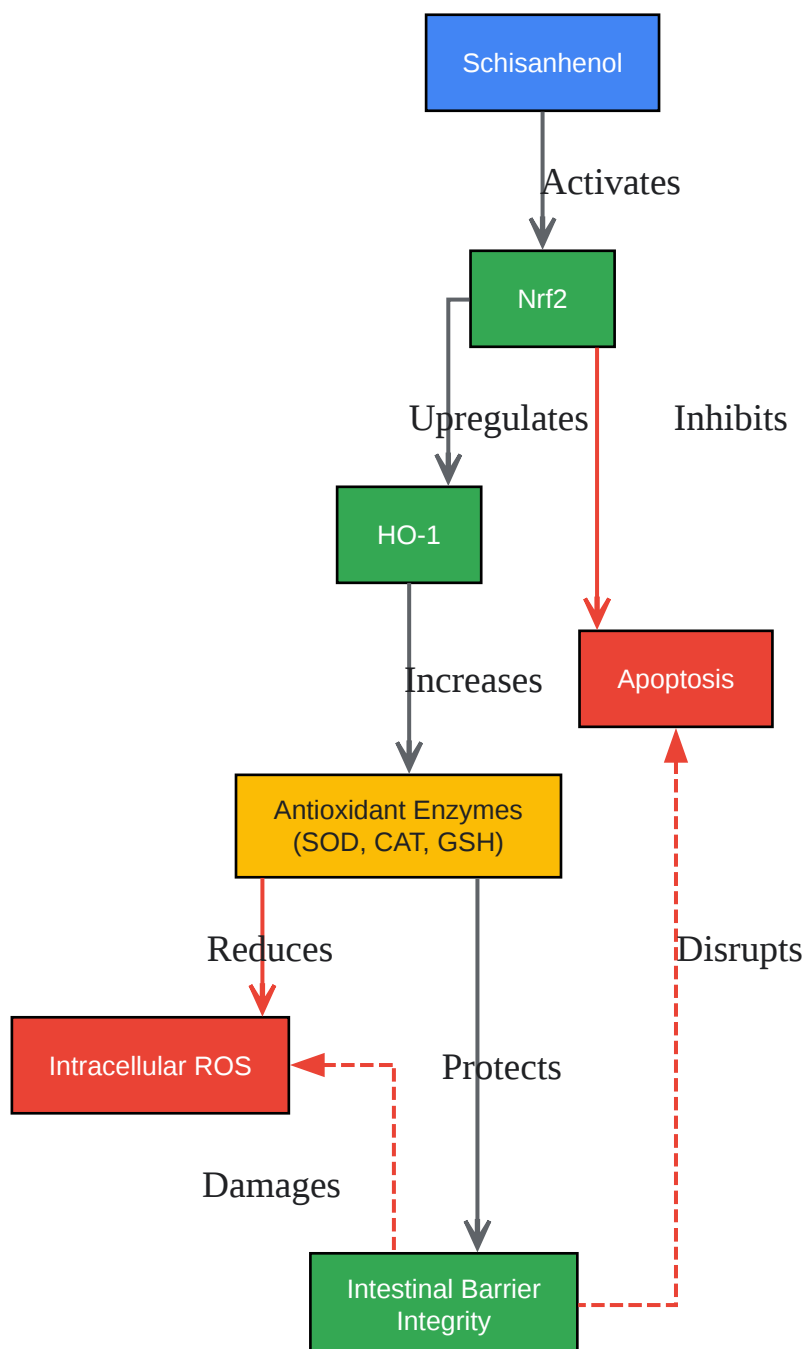 Schisanhenol
Activates
Nrf2
Upregulates
Inhibits
HO-1
Increases
Apoptosis
Antioxidant Enzymes
(SOD, CAT, GSH)
Reduces
Disrupts
Intracellular ROS
Protects
Damages
Intestinal Barrier
Integrity